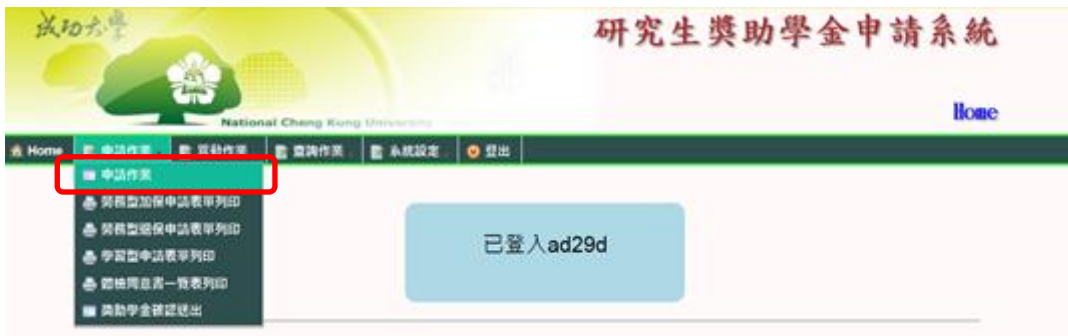 成功大學
研究生獎助學金申請系統
National Cheng Kung University
Home
Home 申請作業 異動作業 查詢作業 系統設定 登出
申請作業
勞務型加保申請表單列印
勞務型退保申請表單列印
學習型申請表單列印
體檢同意書一覽表列印
獎助學金確認送出
已登入ad29d